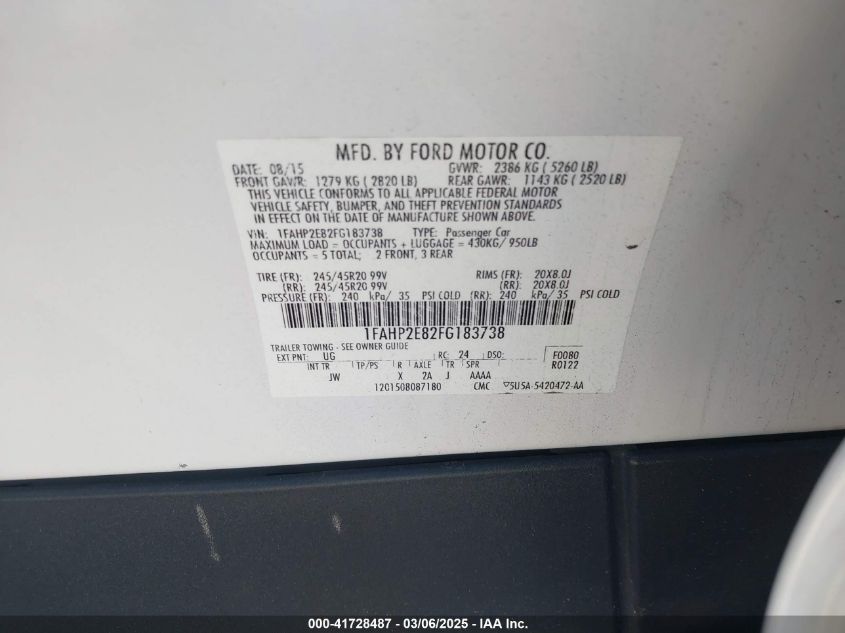 MFD. BY FORD MOTOR CO.
DATE: 08/15 GVWR: 2386 KG ( 5260 LB)
FRONT GAWR: 1279 KG ( 2820 LB) REAR GAWR: 1143 KG ( 2520 LB)
THIS VEHICLE CONFORMS TO ALL APPLICABLE FEDERAL MOTOR
VEHICLE SAFETY, BUMPER, AND THEFT PREVENTION STANDARDS
IN EFFECT ON THE DATE OF MANUFACTURE SHOWN ABOVE.
VIN: 1FAHP2E82FG183738 TYPE: Passenger Car
MAXIMUM LOAD = OCCUPANTS + LUGGAGE = 430KG/ 950LB
OCCUPANTS = 5 TOTAL; 2 FRONT, 3 REAR
TIRE (FR): 245/45R20 99V RIMS (FR): 20X8.0J
(RR): 245/45R20 99V (RR): 20X8.0J
PRESSURE (FR): 240 kPa/ 35 PSI COLD (RR): 240 kPa/ 35 PSI COLD
1FAHP2E82FG183738
TRAILER TOWING - SEE OWNER GUIDE
EXT PNT: UG RC: 24 DSO: F0080
INT TR TP/PS R AXLE TR SPR R0122
JW X 2A J AAAA
1201508087180 CMC 5U5A-5420472-AA
000-41728487 - 03/06/2025 - IAA Inc.